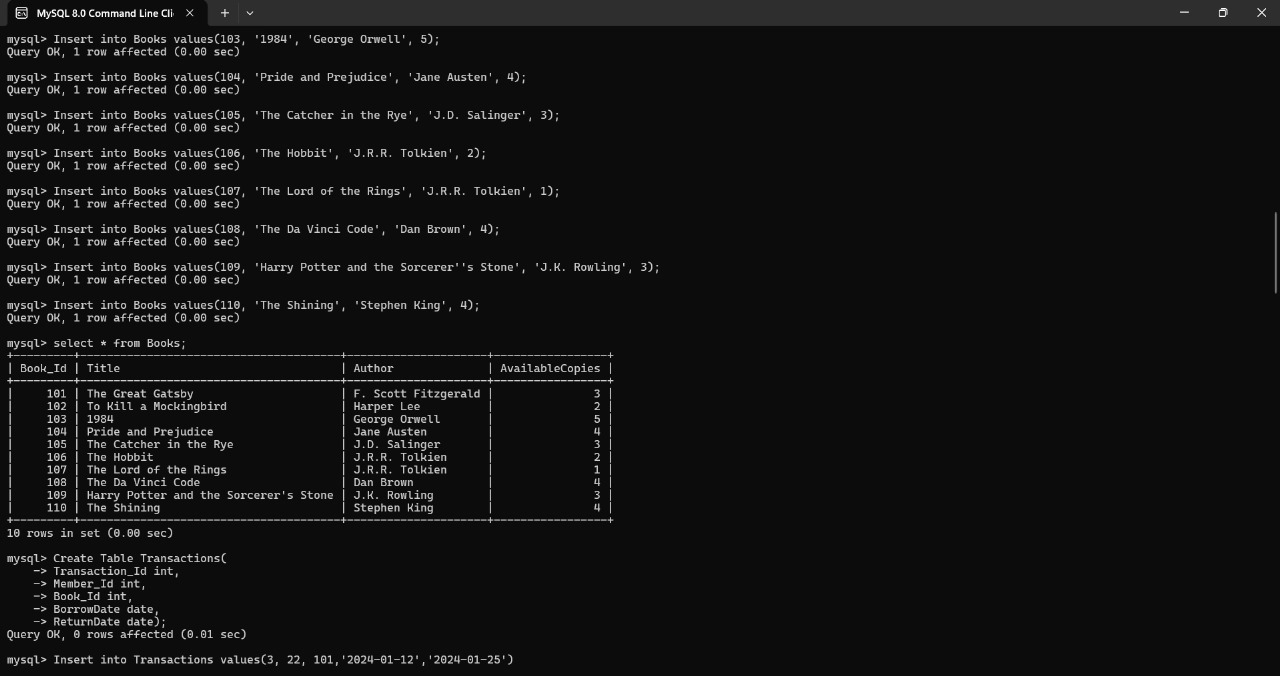 MySQL 8.0 Command Line Cli
mysql> Insert into Books values(103, '1984', 'George Orwell', 5);
Query OK, 1 row affected (0.00 sec)
mysql> Insert into Books values(104, 'Pride and Prejudice', 'Jane Austen', 4);
Query OK, 1 row affected (0.00 sec)
mysql> Insert into Books values(105, 'The Catcher in the Rye', 'J.D. Salinger', 3);
Query OK, 1 row affected (0.00 sec)
mysql> Insert into Books values(106, 'The Hobbit', 'J.R.R. Tolkien', 2);
Query OK, 1 row affected (0.00 sec)
mysql> Insert into Books values(107, 'The Lord of the Rings', 'J.R.R. Tolkien', 1);
Query OK, 1 row affected (0.00 sec)
mysql> Insert into Books values(108, 'The Da Vinci Code', 'Dan Brown', 4);
Query OK, 1 row affected (0.00 sec)
mysql> Insert into Books values(109, 'Harry Potter and the Sorcerer''s Stone', 'J.K. Rowling', 3);
Query OK, 1 row affected (0.00 sec)
mysql> Insert into Books values(110, 'The Shining', 'Stephen King', 4);
Query OK, 1 row affected (0.00 sec)
mysql> select * from Books;
| Book_Id | Title | Author | AvailableCopies |
| 101 | The Great Gatsby | F. Scott Fitzgerald | 3 |
| 102 | To Kill a Mockingbird | Harper Lee | 2 |
| 103 | 1984 | George Orwell | 5 |
| 104 | Pride and Prejudice | Jane Austen | 4 |
| 105 | The Catcher in the Rye | J.D. Salinger | 3 |
| 106 | The Hobbit | J.R.R. Tolkien | 2 |
| 107 | The Lord of the Rings | J.R.R. Tolkien | 1 |
| 108 | The Da Vinci Code | Dan Brown | 4 |
| 109 | Harry Potter and the Sorcerer's Stone | J.K. Rowling | 3 |
| 110 | The Shining | Stephen King | 4 |
10 rows in set (0.00 sec)
mysql> Create Table Transactions(
-> Transaction_Id int,
-> Member_Id int,
-> Book_Id int,
-> BorrowDate date,
-> ReturnDate date);
Query OK, 0 rows affected (0.01 sec)
mysql> Insert into Transactions values(3, 22, 101,'2024-01-12','2024-01-25')